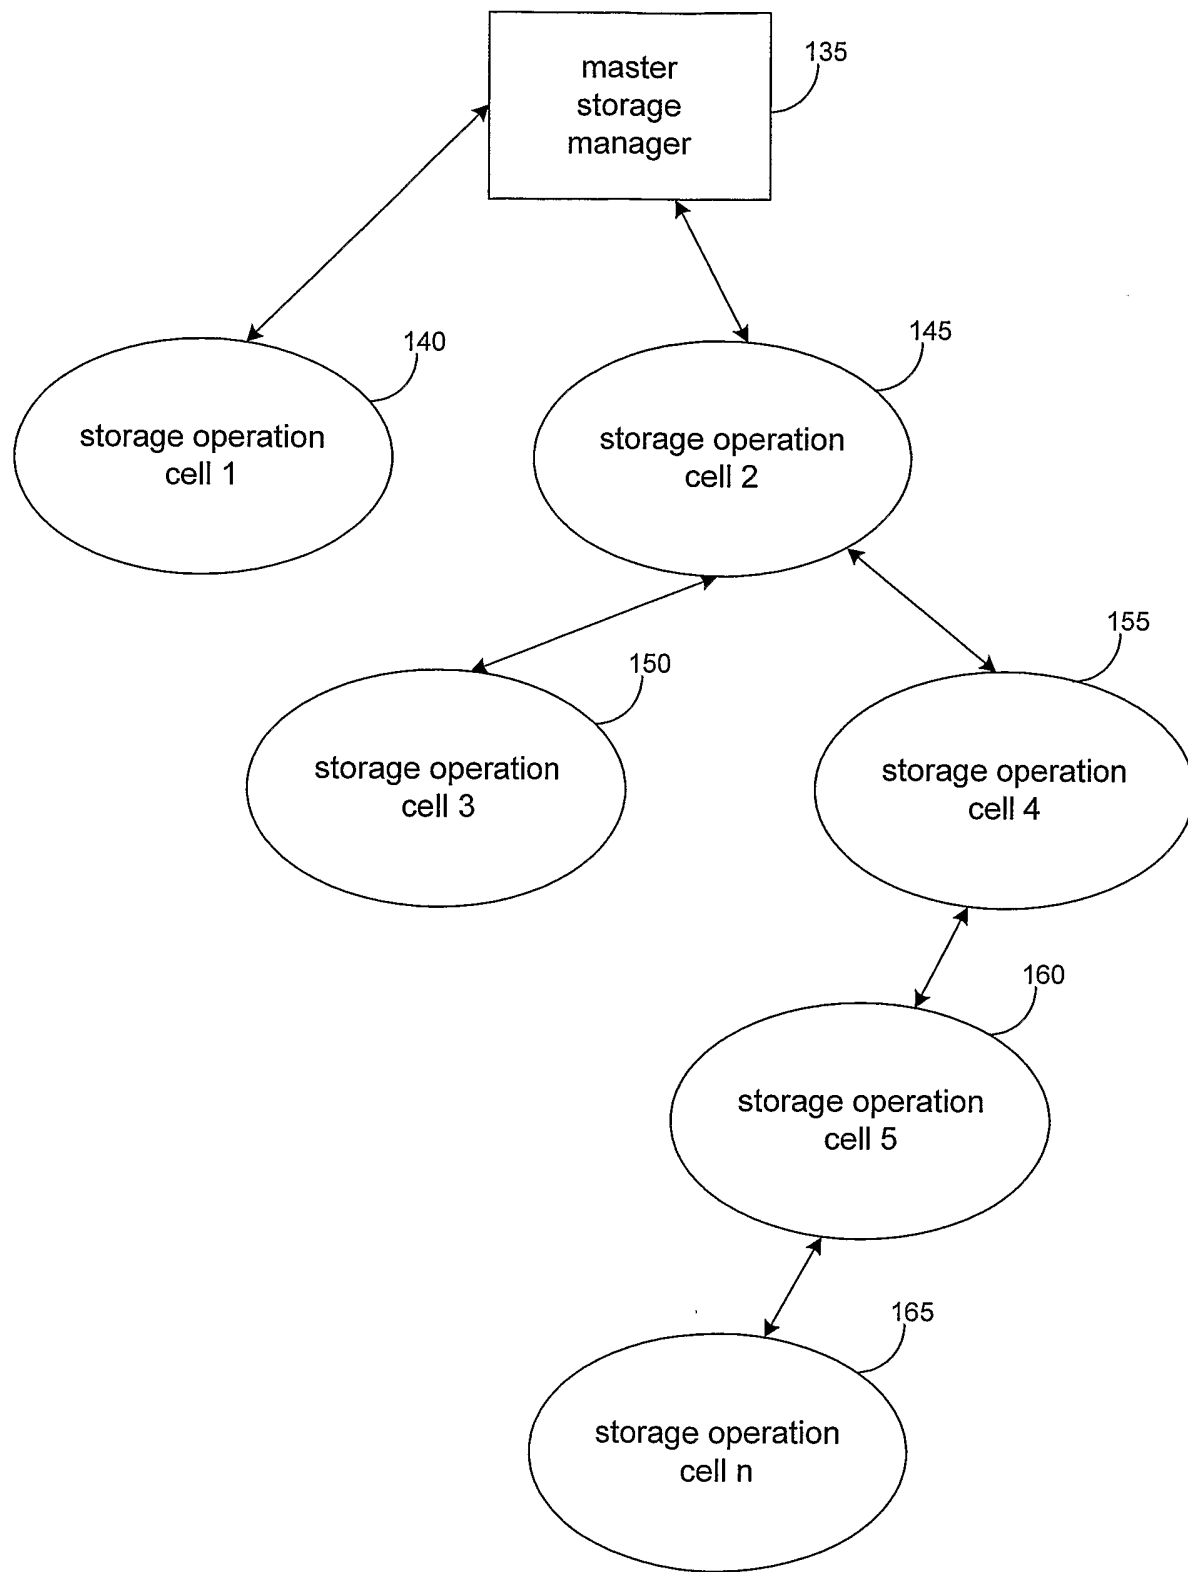 master
storage
manager
135
140
145
storage operation
cell 1
storage operation
cell 2
150
155
storage operation
cell 3
storage operation
cell 4
160
storage operation
cell 5
165
storage operation
cell n